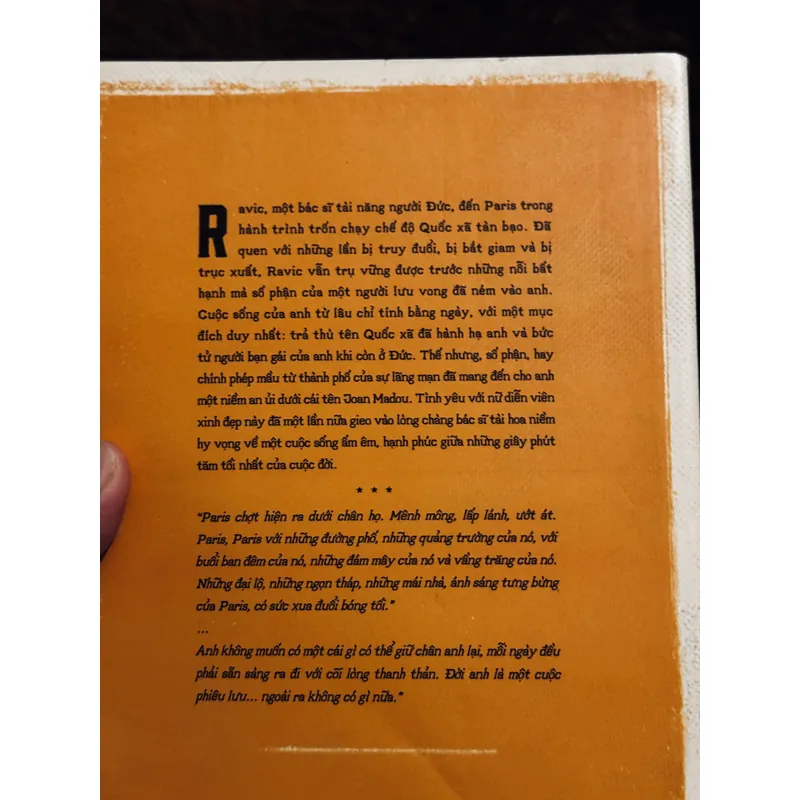 Ravic, một bác sĩ tài năng người Đức, đến Paris trong
hành trình trốn chạy chế độ Quốc xã tàn bạo. Đã
quen với những lần bị truy đuổi, bị bắt giam và bị
trục xuất, Ravic vẫn trụ vững được trước những nỗi bất
hạnh mà số phận của một người lưu vong đã ném vào anh.
Cuộc sống của anh từ lâu chỉ tính bằng ngày, với một mục
đích duy nhất: trả thù tên Quốc xã đã hành hạ anh và bức
tử người bạn gái của anh khi còn ở Đức. Thế nhưng, số phận, hay
chính phép mầu từ thành phố của sự lãng mạn đã mang đến cho anh
một niềm an ủi dưới cái tên Joan Madou. Tình yêu với nữ diễn viên
xinh đẹp này đã một lần nữa gieo vào lòng chàng bác sĩ tài hoa niềm
hy vọng về một cuộc sống ấm êm, hạnh phúc giữa những giây phút
tăm tối nhất của cuộc đời.
★ ★ ★
"Paris chợt hiện ra dưới chân họ. Mênh mông, lấp lánh, ướt át.
Paris, Paris với những đường phố, những quảng trường của nó, với
buổi ban đêm của nó, những đám mây của nó và vầng trăng của nó.
Những đại lộ, những ngọn tháp, những mái nhà, ánh sáng tưng bừng
của Paris, có sức xua đuổi bóng tối."
...
Anh không muốn có một cái gì có thể giữ chân anh lại, mỗi ngày đều
phải sẵn sàng ra đi với cõi lòng thanh thản. Đời anh là một cuộc
phiêu lưu... ngoài ra không có gì nữa."